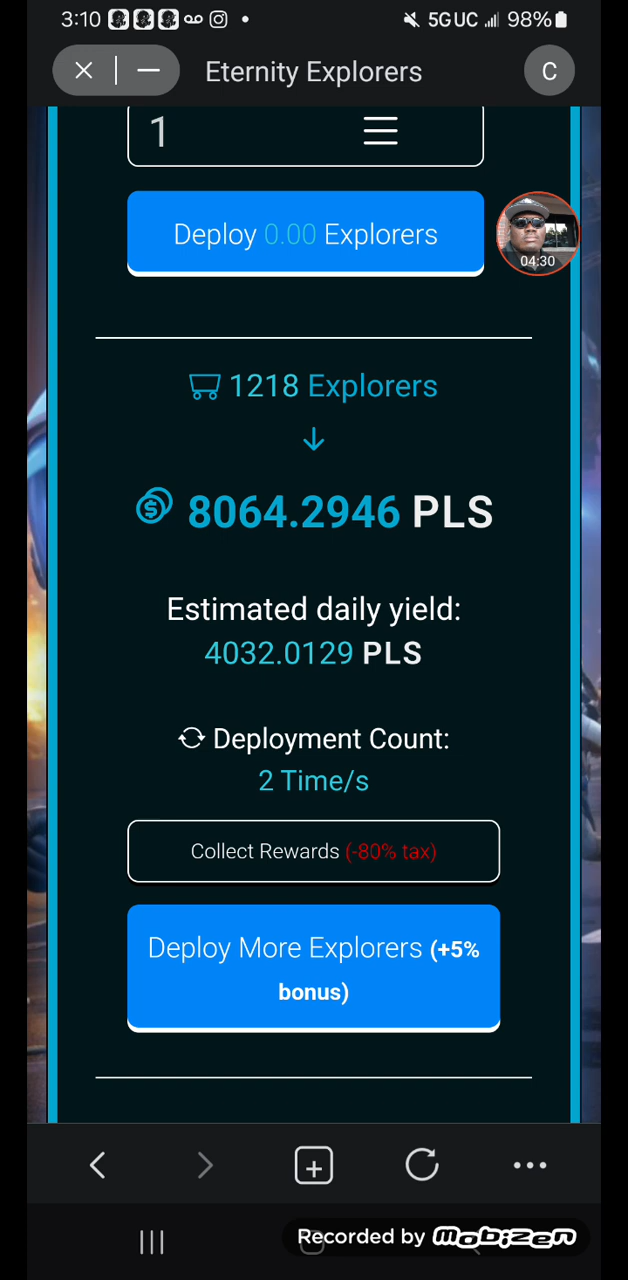 3:10 5G UC 98%
Eternity Explorers C
1
Deploy 0.00 Explorers
04:30
1218 Explorers
8064.2946 PLS
Estimated daily yield:
4032.0129 PLS
Deployment Count:
2 Time/s
Collect Rewards (-80% tax)
Deploy More Explorers (+5%
bonus)
Recorded by mobizen